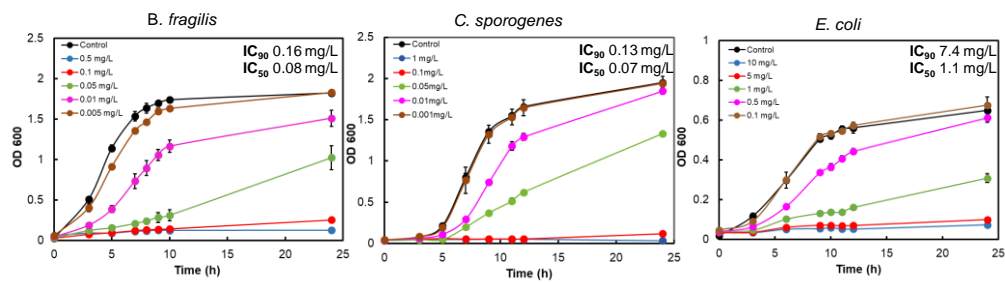 B. fragilis
OD 600
2.5
2
1.5
1
0.5
0
Control
0.5 mg/L
0.1 mg/L
0.05 mg/L
0.01 mg/L
0.005 mg/L
IC90 0.16 mg/L
IC50 0.08 mg/L
0 5 10 15 20 25
Time (h)
C. sporogenes
OD 600
2.5
2
1.5
1
0.5
0
Control
1 mg/L
0.1mg/L
0.05mg/L
0.01mg/L
0.001mg/L
IC90 0.13 mg/L
IC50 0.07 mg/L
0 5 10 15 20 25
Time (h)
E. coli
OD 600
1
0.8
0.6
0.4
0.2
0
Control
10 mg/L
5 mg/L
1 mg/L
0.5 mg/L
0.1 mg/L
IC90 7.4 mg/L
IC50 1.1 mg/L
0 5 10 15 20 25
Time (h)